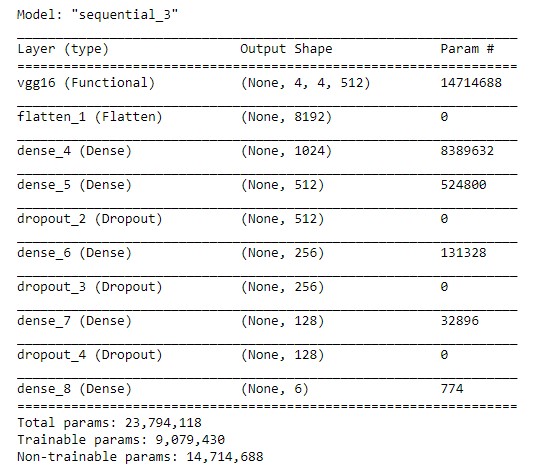 Model: "sequential_3"
Layer (type) Output Shape Param #
vgg16 (Functional) (None, 4, 4, 512) 14714688
flatten_1 (Flatten) (None, 8192) 0
dense_4 (Dense) (None, 1024) 8389632
dense_5 (Dense) (None, 512) 524800
dropout_2 (Dropout) (None, 512) 0
dense_6 (Dense) (None, 256) 131328
dropout_3 (Dropout) (None, 256) 0
dense_7 (Dense) (None, 128) 32896
dropout_4 (Dropout) (None, 128) 0
dense_8 (Dense) (None, 6) 774
Total params: 23,794,118
Trainable params: 9,079,430
Non-trainable params: 14,714,688